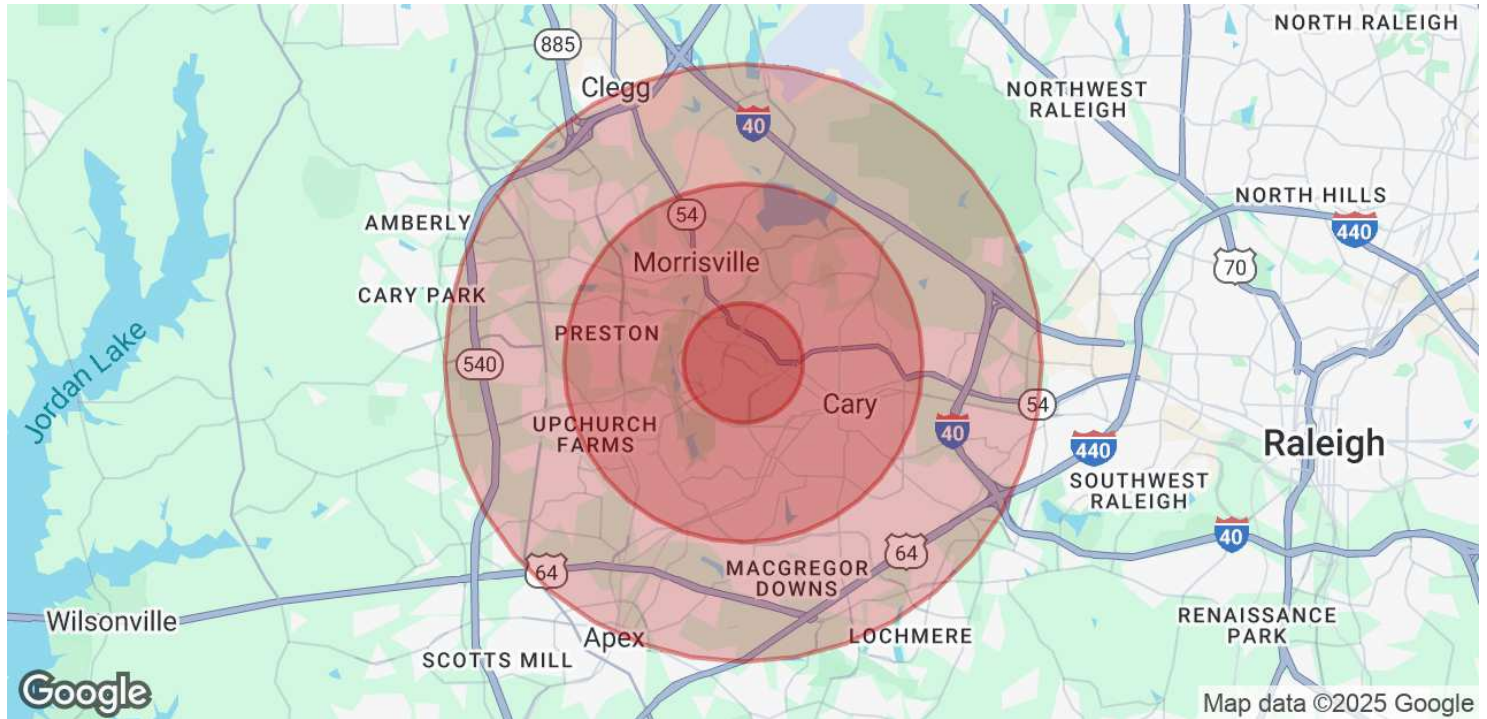 NORTH RALEIGH
885
Clegg
40
NORTHWEST
RALEIGH
54
AMBERLY
NORTH HILLS
440
70
Morrisville
CARY PARK
PRESTON
Jordan Lake
540
Cary
54
UPCHURCH
FARMS
40
440
Raleigh
SOUTHWEST
RALEIGH
40
64
64
MACGREGOR
DOWNS
Wilsonville
Apex
LOCHMERE
RENAISSANCE
PARK
SCOTTS MILL
Google
Map data ©2025 Google